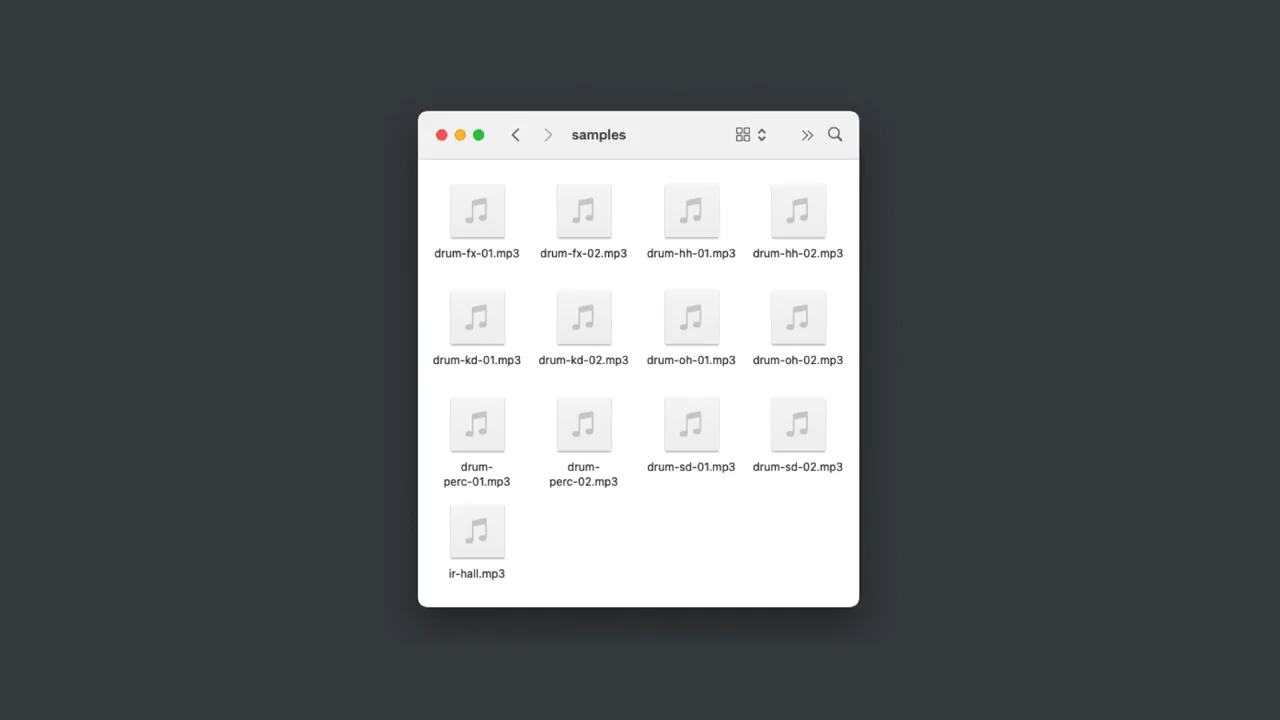 samples
drum-fx-01.mp3
drum-fx-02.mp3
drum-hh-01.mp3
drum-hh-02.mp3
drum-kd-01.mp3
drum-kd-02.mp3
drum-oh-01.mp3
drum-oh-02.mp3
drum-
perc-01.mp3
drum-
perc-02.mp3
drum-sd-01.mp3
drum-sd-02.mp3
ir-hall.mp3